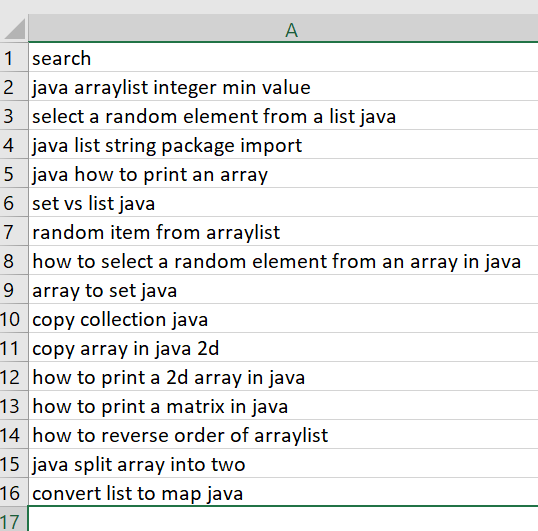 A
1 search
2 java arraylist integer min value
3 select a random element from a list java
4 java list string package import
5 java how to print an array
6 set vs list java
7 random item from arraylist
8 how to select a random element from an array in java
9 array to set java
10 copy collection java
11 copy array in java 2d
12 how to print a 2d array in java
13 how to print a matrix in java
14 how to reverse order of arraylist
15 java split array into two
16 convert list to map java
17